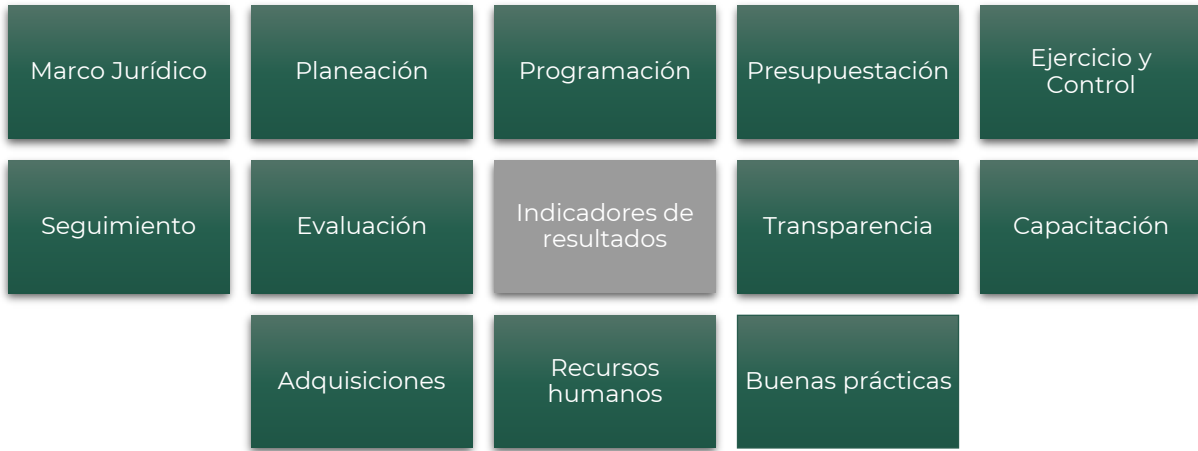 Marco Jurídico
Planeación
Programación
Presupuestación
Ejercicio y
Control
Seguimiento
Evaluación
Indicadores de
resultados
Transparencia
Capacitación
Adquisiciones
Recursos
humanos
Buenas prácticas